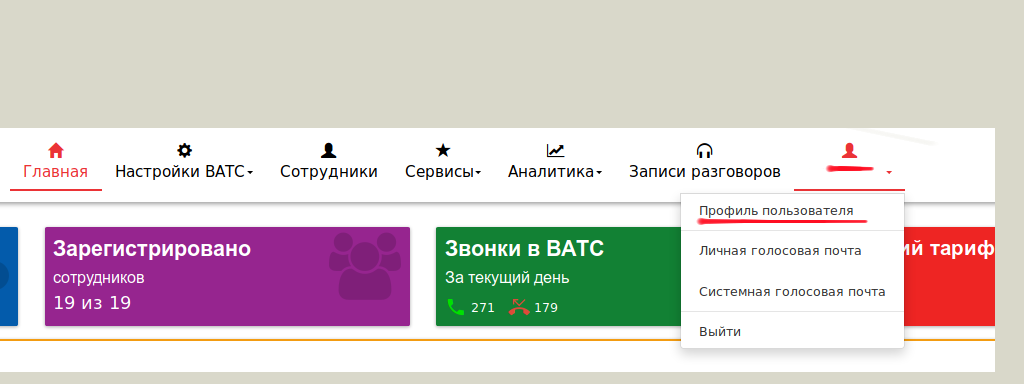 Главная Настройки ВАТС Сотрудники Сервисы Аналитика Записи разговоров
Профиль пользователя
Личная голосовая почта
Системная голосовая почта
Выйти
Зарегистрировано
сотрудников
19 из 19
Звонки в ВАТС
За текущий день
271 179
тариф